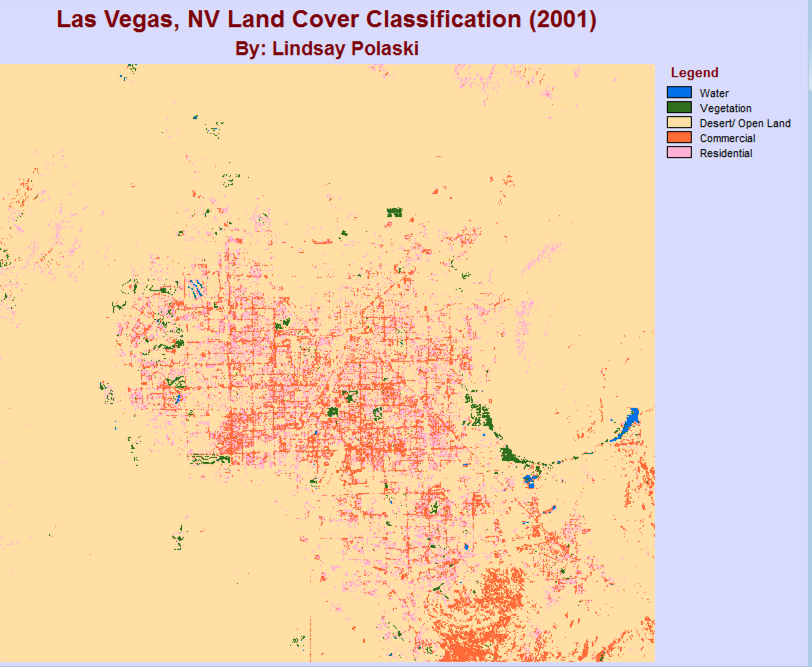 Las Vegas, NV Land Cover Classification (2001)
By: Lindsay Polaski
Legend
Water
Vegetation
Desert/ Open Land
Commercial
Residential